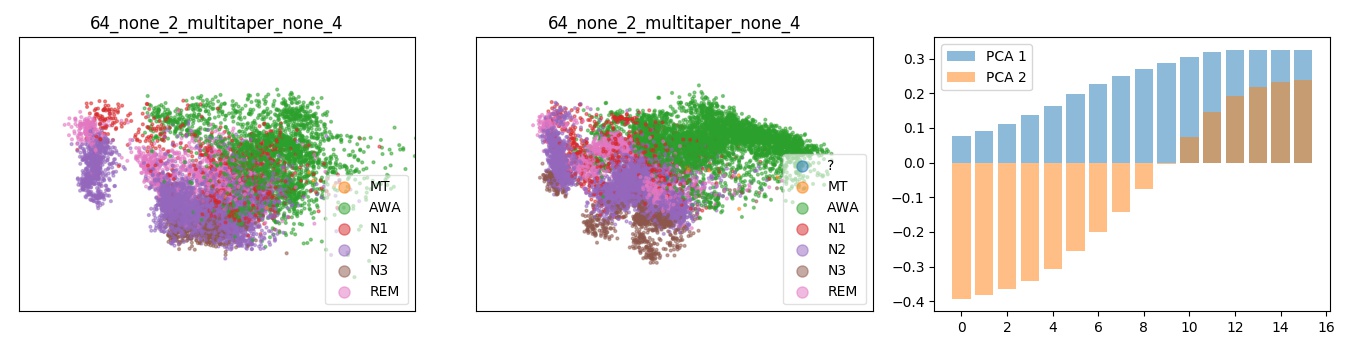 64_none_2_multitaper_none_4
MT
AWA
N1
N2
N3
REM
64_none_2_multitaper_none_4
?
MT
AWA
N1
N2
N3
REM
PCA 1
PCA 2
0.3
0.2
0.1
0.0
−0.1
−0.2
−0.3
−0.4
0 2 4 6 8 10 12 14 16